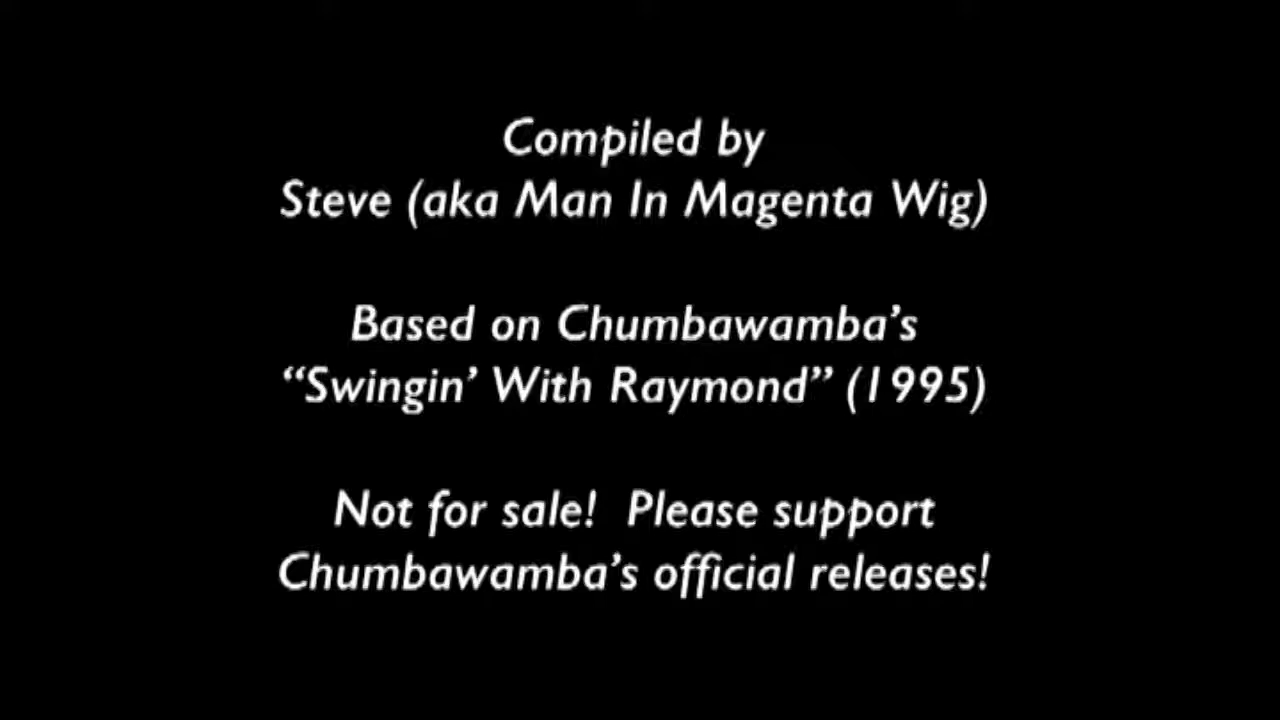 Compiled by
Steve (aka Man In Magenta Wig)
Based on Chumbawamba’s
“Swingin’ With Raymond” (1995)
Not for sale!  Please support
Chumbawamba’s official releases!